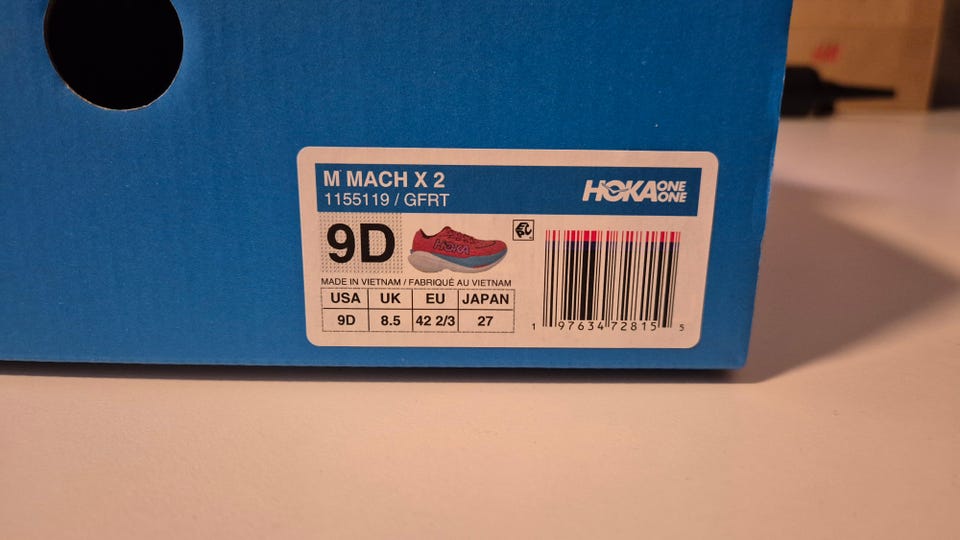 M MACH X 2
1155119 / GFRT
HOKA ONE ONE
9D
HOKA
MADE IN VIETNAM / FABRIQUÉ AU VIETNAM
USA UK EU JAPAN
9D 8.5 42 2/3 27
1 97634 72815 5